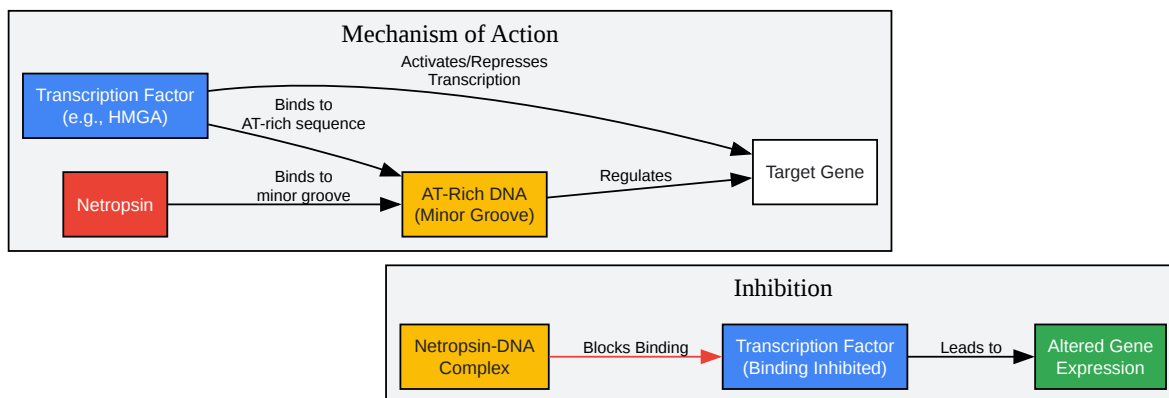 Mechanism of Action
Activates/Represses
Transcription
Transcription Factor
(e.g., HMGA)
Binds to
AT-rich sequence
Target Gene
Netropsin
Binds to
minor groove
AT-Rich DNA
(Minor Groove)
Regulates
Inhibition
Netropsin-DNA
Complex
Blocks Binding
Transcription Factor
(Binding Inhibited)
Leads to
Altered Gene
Expression